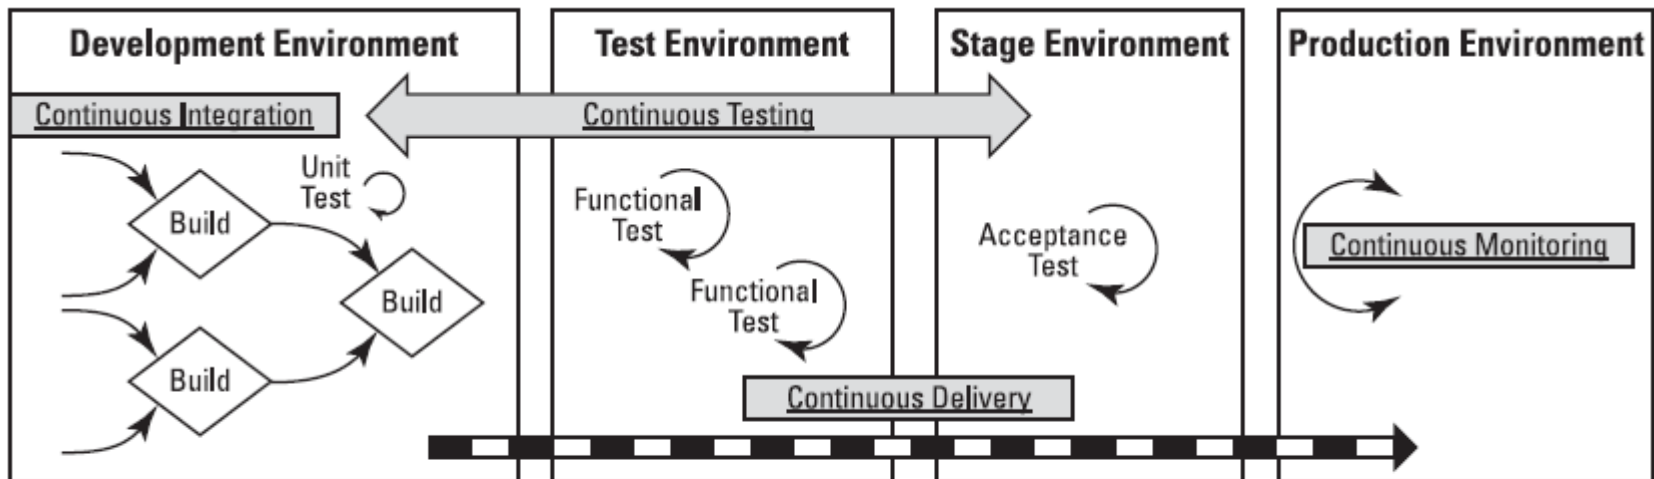 Development Environment
Test Environment
Stage Environment
Production Environment
Continuous Integration
Continuous Testing
Unit
Test
Build
Build
Build
Functional
Test
Functional
Test
Acceptance
Test
Continuous Monitoring
Continuous Delivery